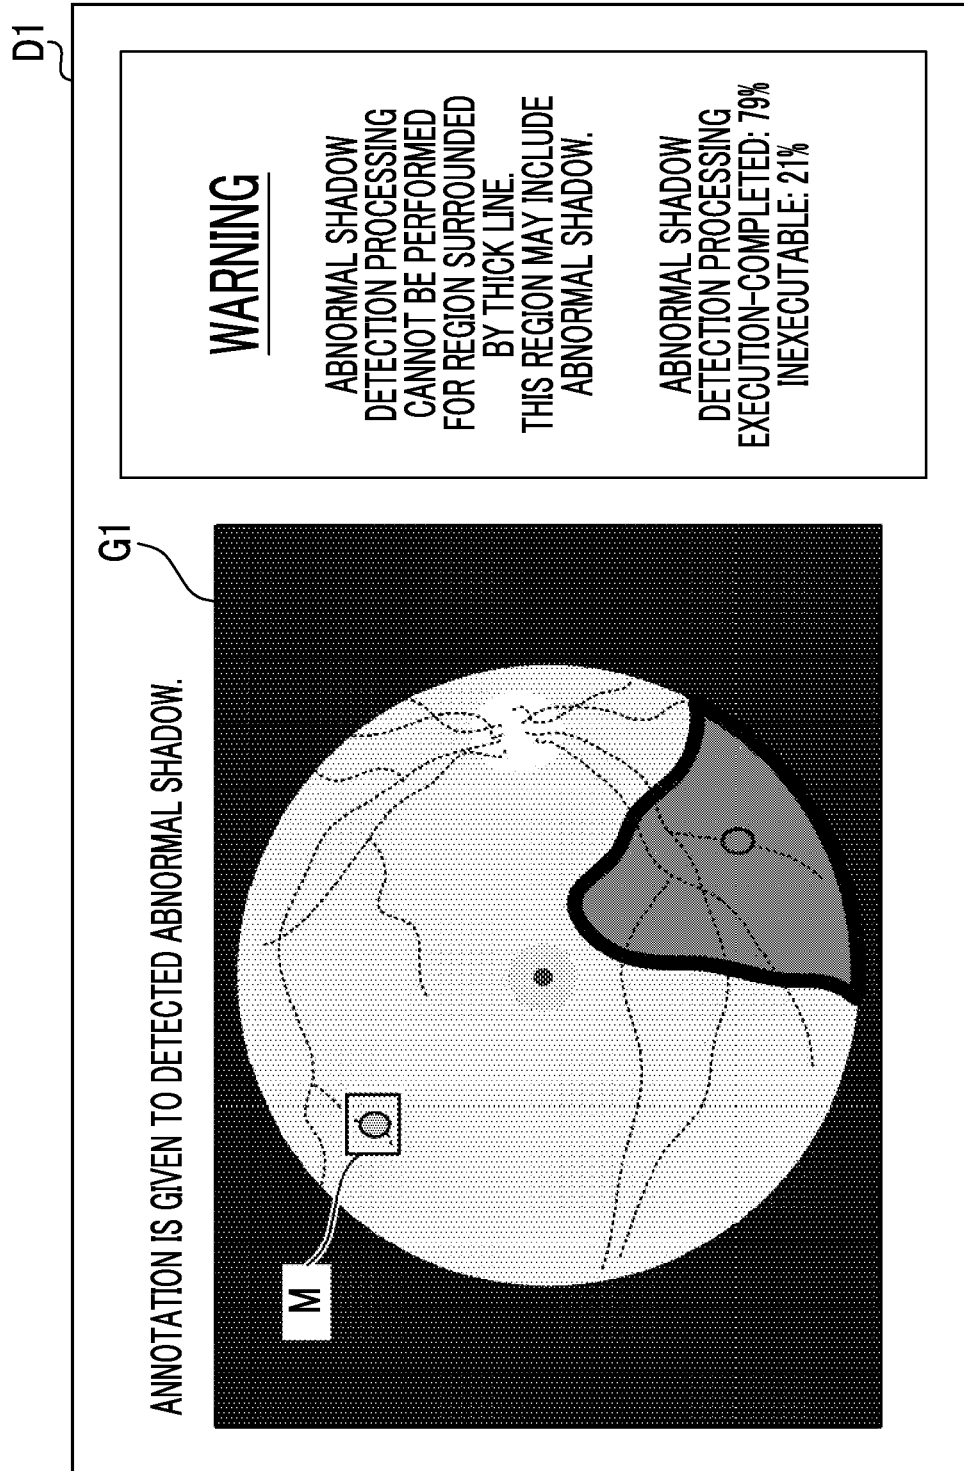 D1
ANNOTATION IS GIVEN TO DETECTED ABNORMAL SHADOW.
G1
M
WARNING
ABNORMAL SHADOW
DETECTION PROCESSING
CANNOT BE PERFORMED
FOR REGION SURROUNDED
BY THICK LINE.
THIS REGION MAY INCLUDE
ABNORMAL SHADOW.
ABNORMAL SHADOW
DETECTION PROCESSING
EXECUTION-COMPLETED: 79%
INEXECUTABLE: 21%